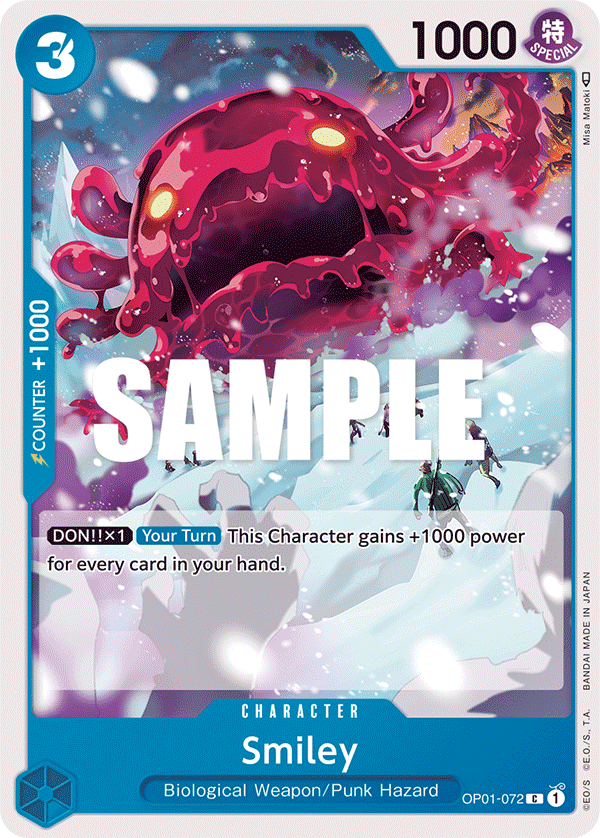 3
1000
特
SPECIAL
Misa Matoki
COUNTER +1000
SAMPLE
DON!!×1 Your Turn This Character gains +1000 power
for every card in your hand.
BANDAI MADE IN JAPAN
©E.O./S., T.A.
©EO/S
CHARACTER
Smiley
Biological Weapon/Punk Hazard
OP01-072 C 1